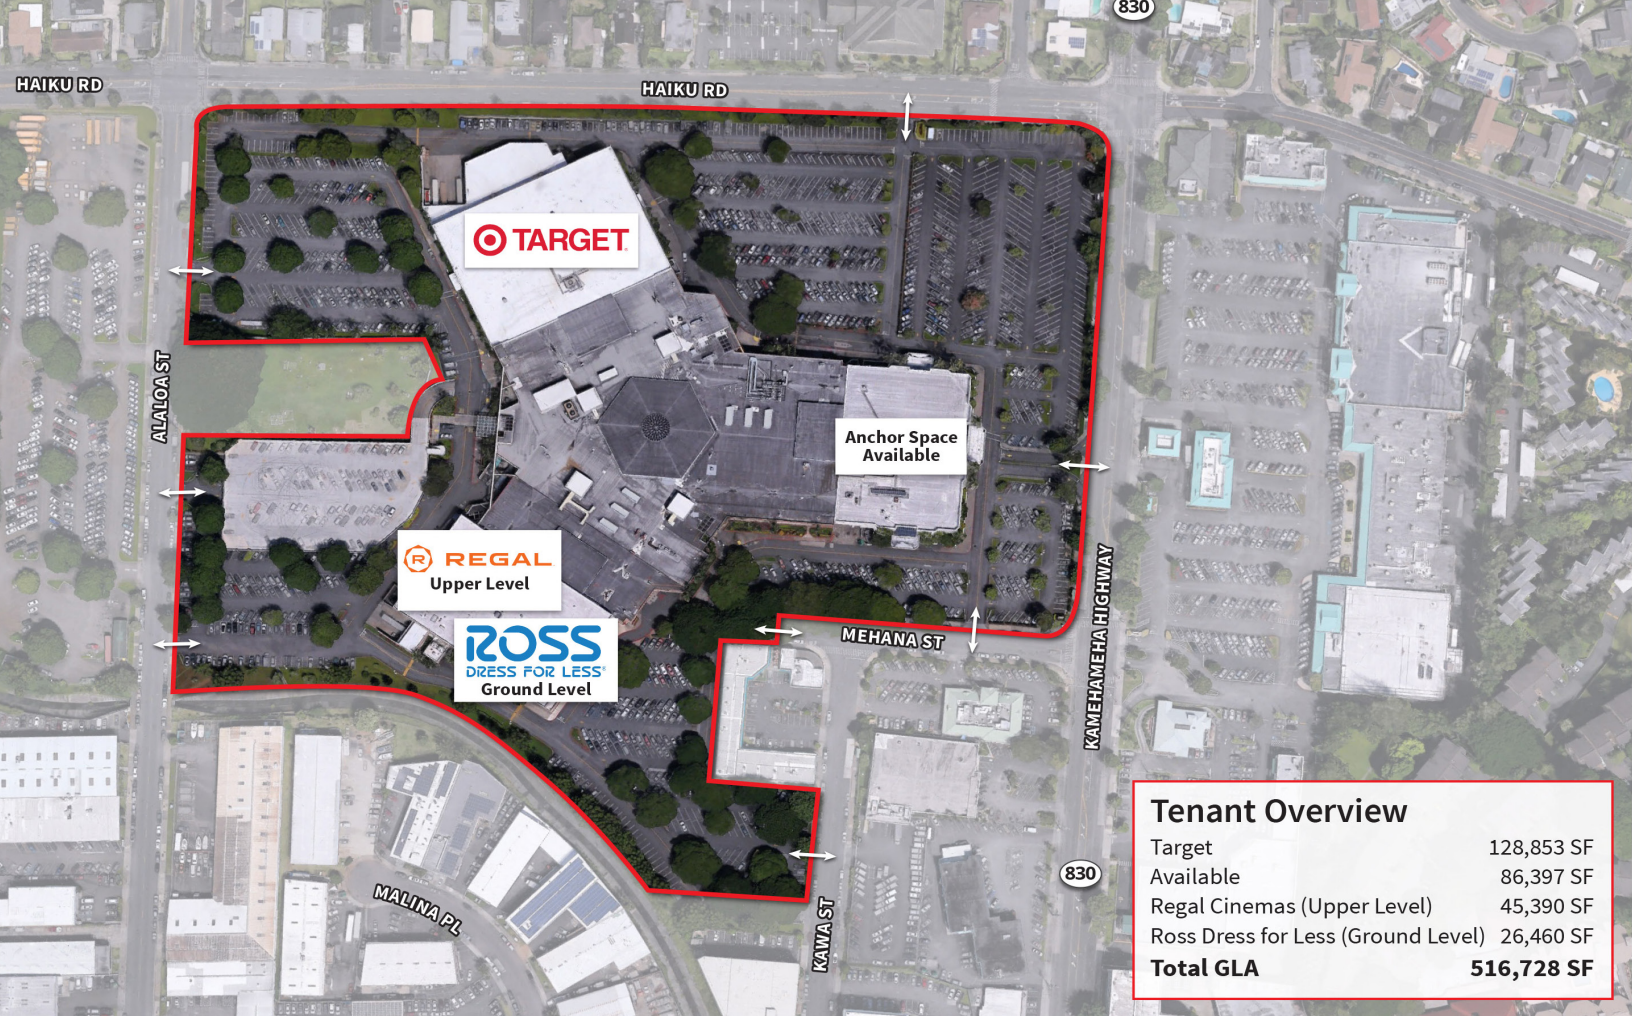 830
HAIKU RD
HAIKU RD
TARGET
ALALOA ST
Anchor Space
Available
R REGAL
Upper Level
ROSS
DRESS FOR LESS®
Ground Level
MEHANA ST
KAMEHAMEHA HIGHWAY
MALINA PL
KAWA ST
830
Tenant Overview
Target 128,853 SF
Available 86,397 SF
Regal Cinemas (Upper Level) 45,390 SF
Ross Dress for Less (Ground Level) 26,460 SF
Total GLA 516,728 SF